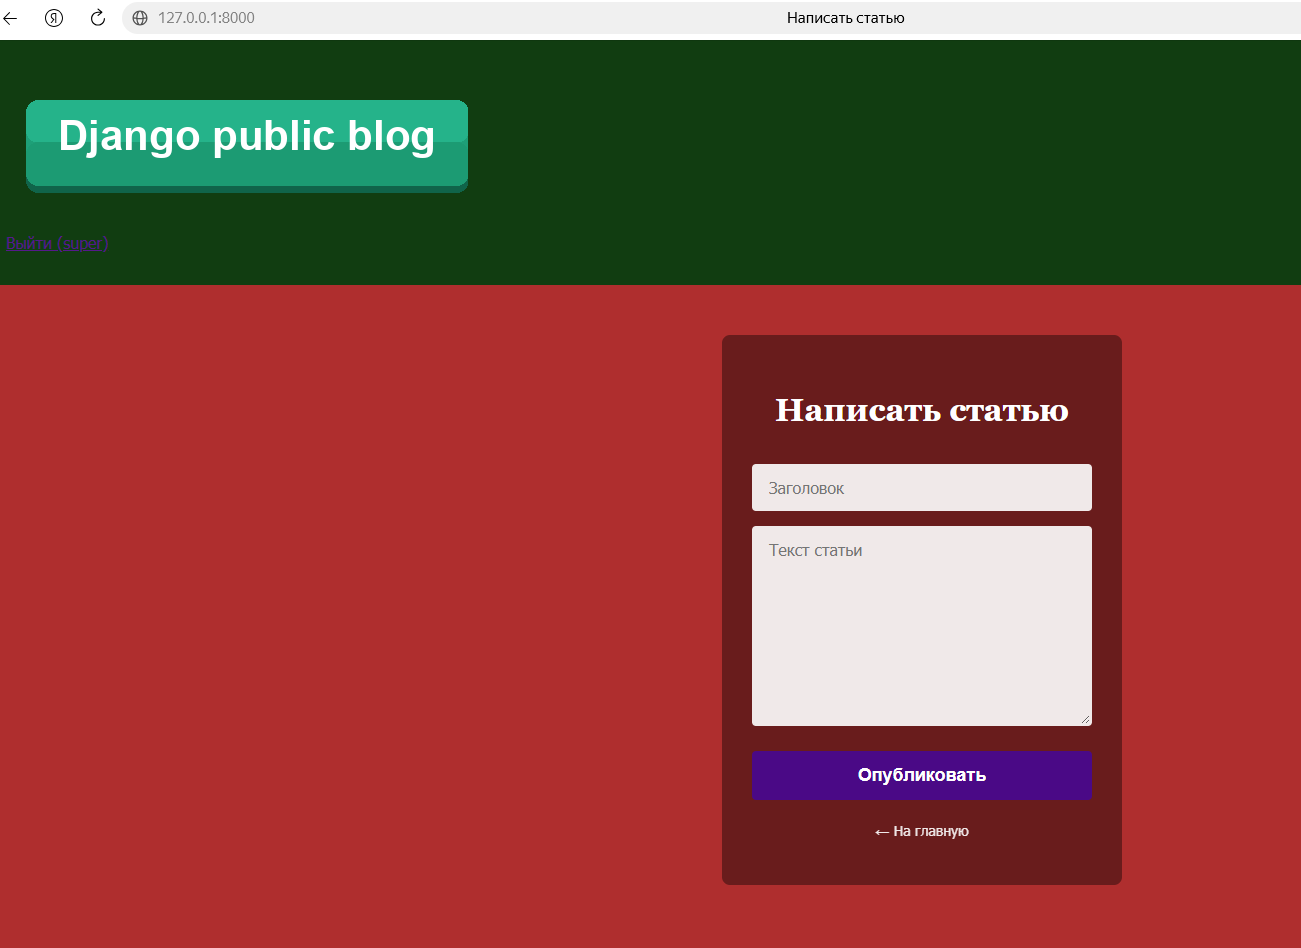 127.0.0.1:8000
Написать статью
Django public blog
Выйти (super)
Написать статью
Заголовок
Текст статьи
Опубликовать
← На главную